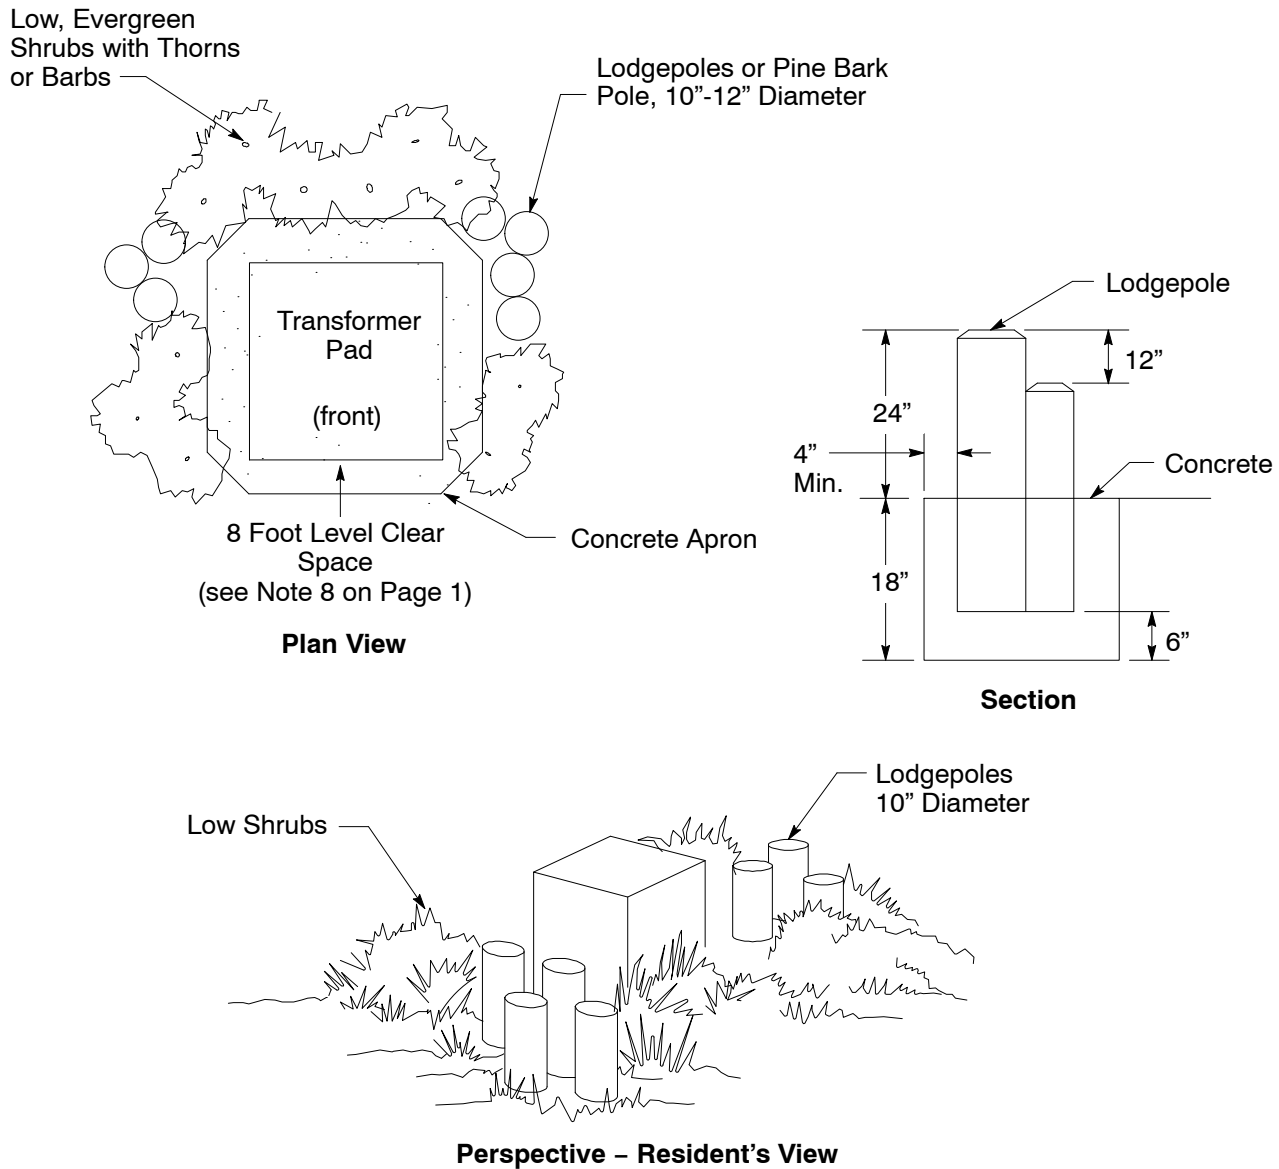 Low, Evergreen
Shrubs with Thorns
or Barbs
Lodgepoles or Pine Bark
Pole, 10”-12” Diameter
Transformer
Pad
(front)
8 Foot Level Clear
Space
(see Note 8 on Page 1)
Concrete Apron
Plan View
Lodgepole
12”
24”
4”
Min.
Concrete
18”
6”
Section
Lodgepoles
10” Diameter
Low Shrubs
Perspective – Resident’s View